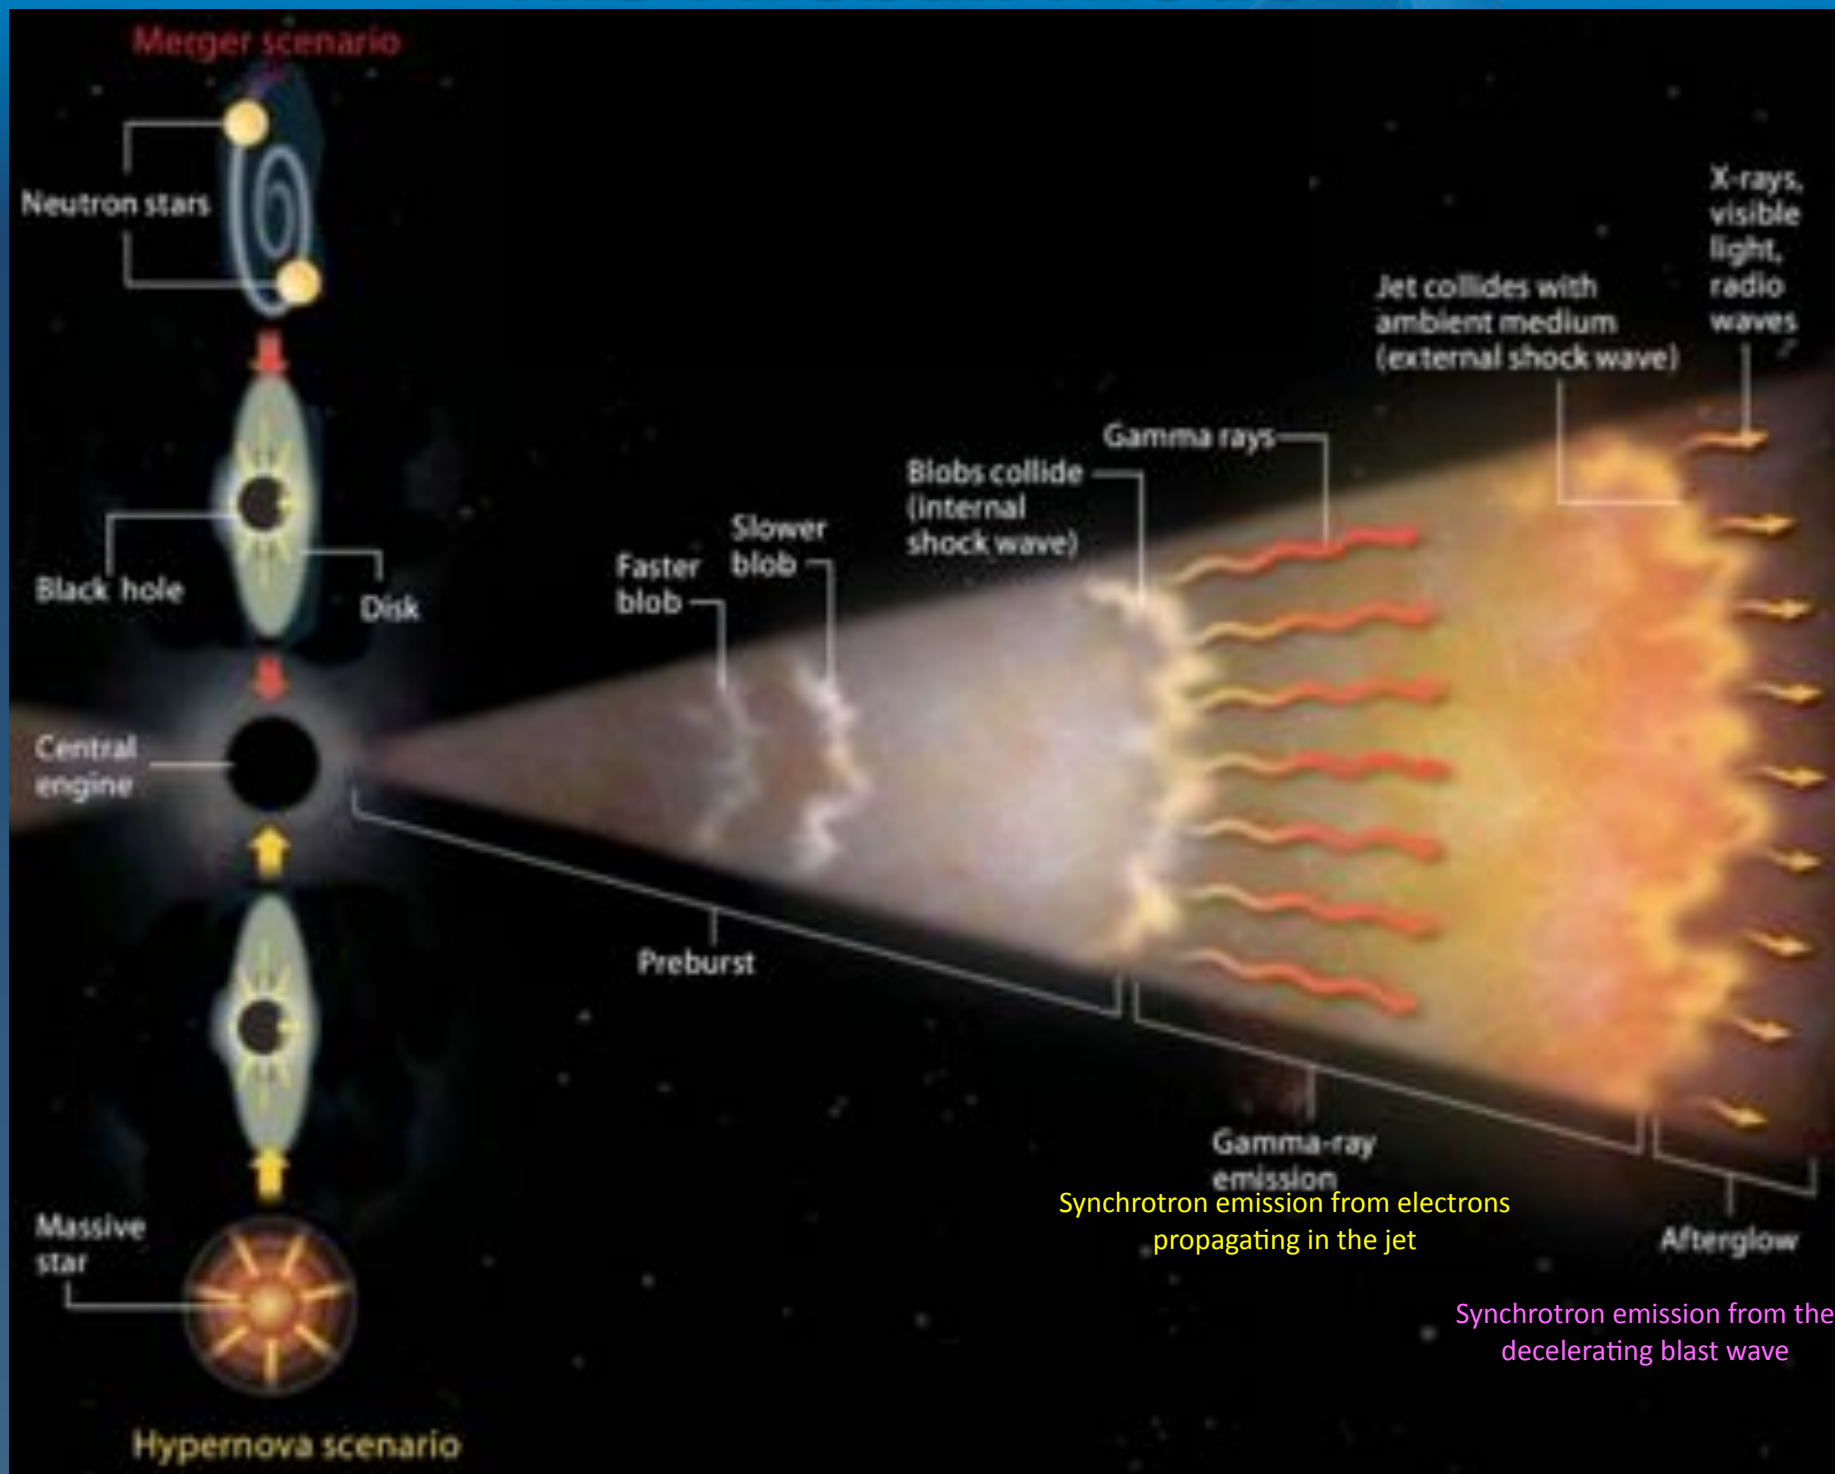 Merger scenario
Neutron stars
Black hole
Disk
Central
engine
Massive
star
Hypernova scenario
Faster
blob
Slower
blob
Preburst
Blobs collide
(internal
shock wave)
Gamma rays
Jet collides with
ambient medium
(external shock wave)
X-rays,
visible
light,
radio
waves
Gamma-ray
emission
Synchrotron emission from electrons
propagating in the jet
Afterglow
Synchrotron emission from the
decelerating blast wave